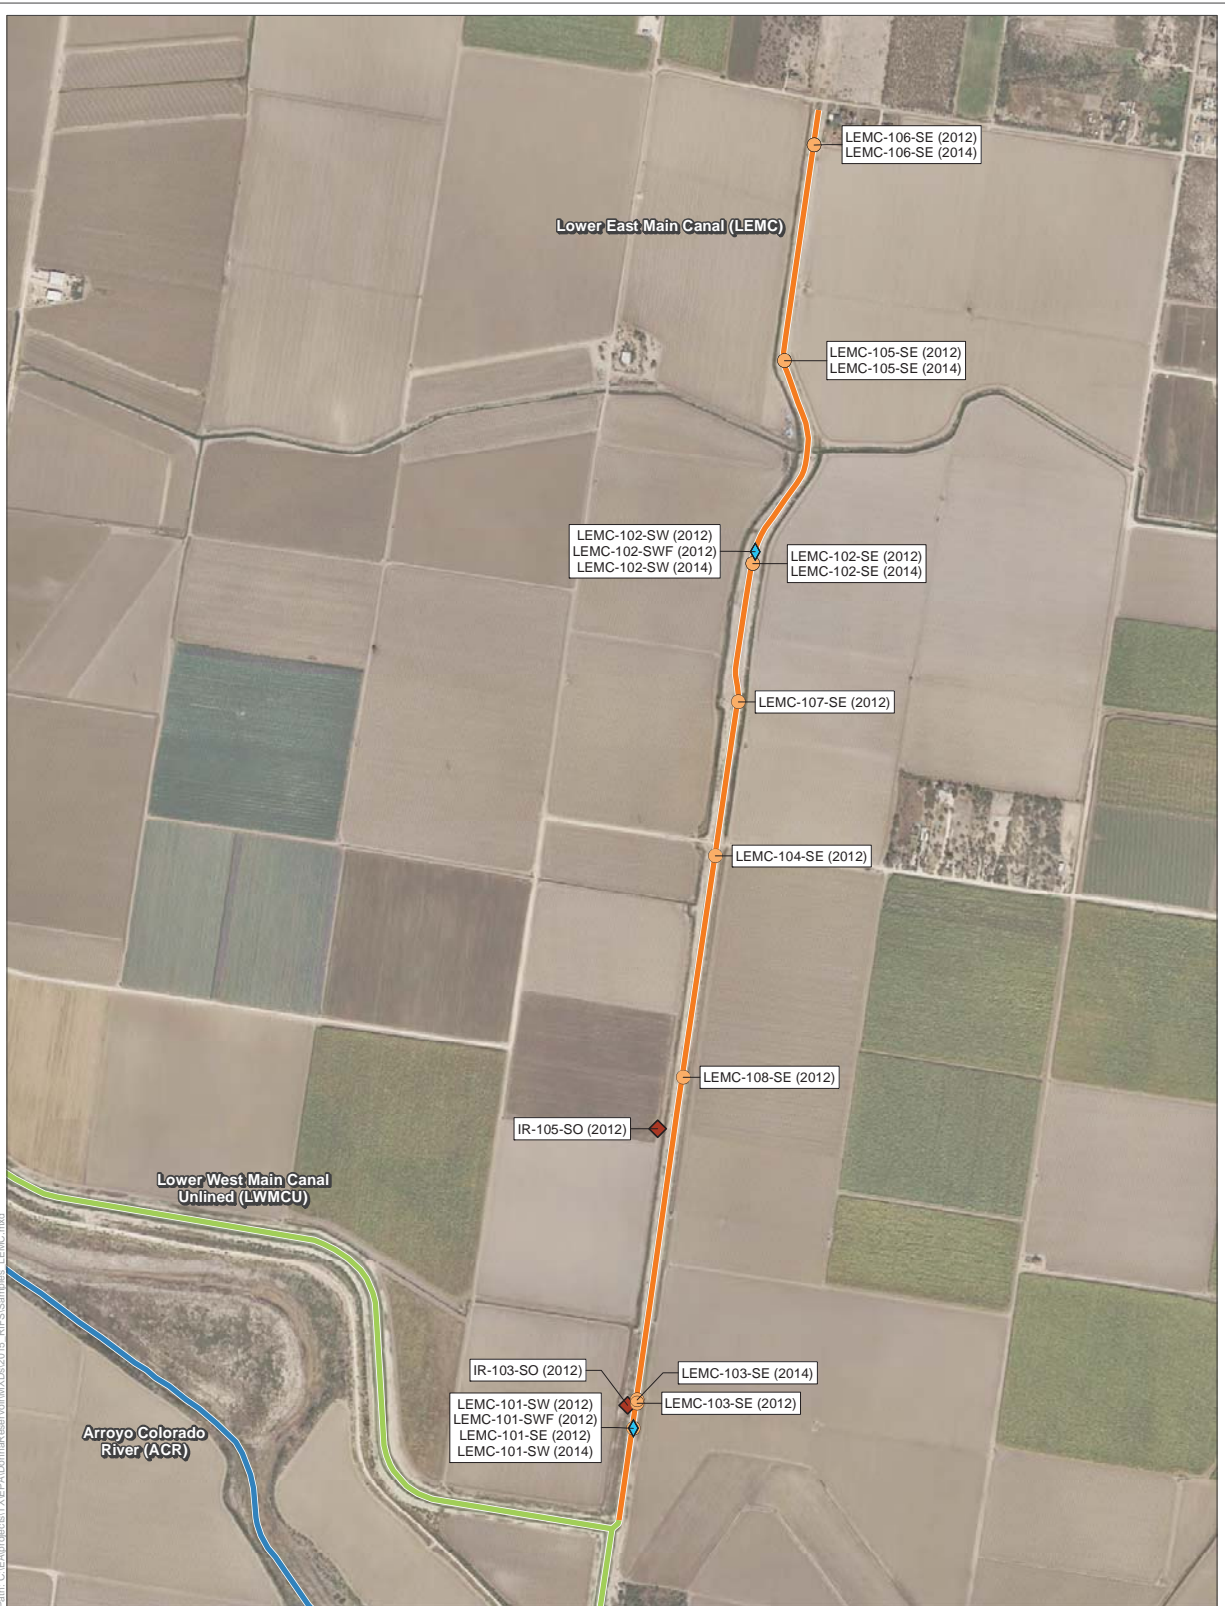 LEMC-106-SE (2012)
LEMC-106-SE (2014)
Lower East Main Canal (LEMC)
LEMC-105-SE (2012)
LEMC-105-SE (2014)
LEMC-102-SW (2012)
LEMC-102-SWF (2012)
LEMC-102-SW (2014)
LEMC-102-SE (2012)
LEMC-102-SE (2014)
LEMC-107-SE (2012)
LEMC-104-SE (2012)
LEMC-108-SE (2012)
IR-105-SO (2012)
Lower West Main Canal
Unlined (LWMCU)
IR-103-SO (2012)
LEMC-103-SE (2014)
LEMC-103-SE (2012)
LEMC-101-SW (2012)
LEMC-101-SWF (2012)
LEMC-101-SE (2012)
LEMC-101-SW (2014)
Arroyo Colorado
River (ACR)